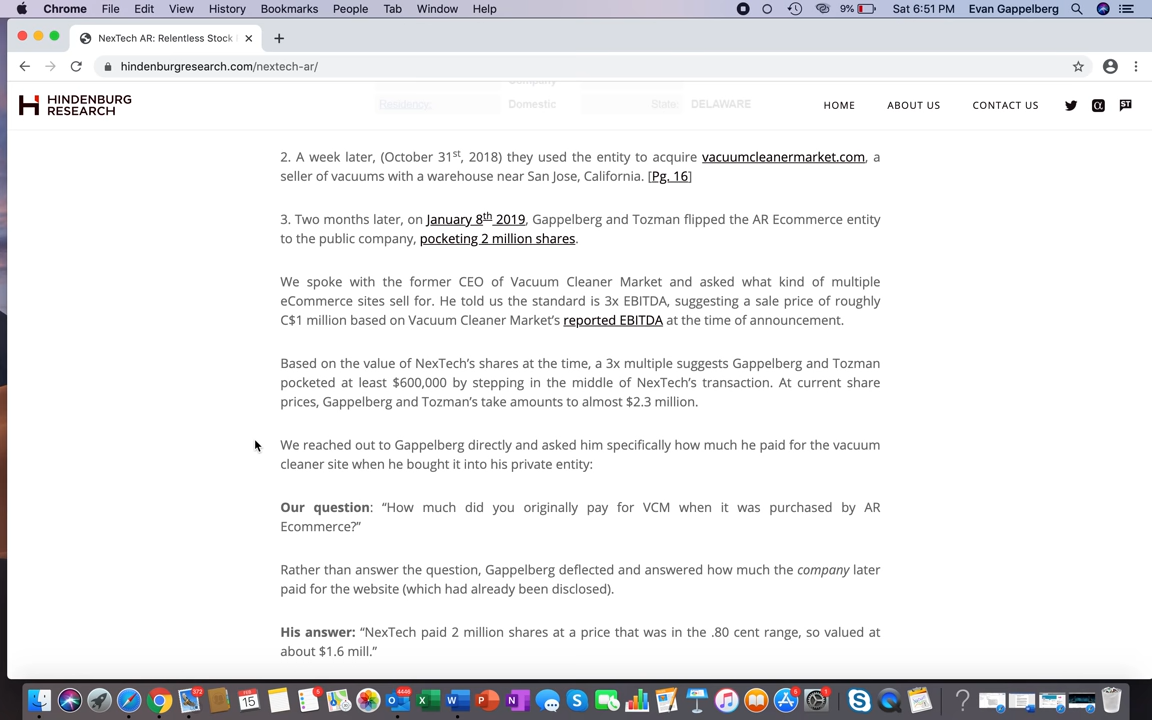 Chrome File Edit View History Bookmarks People Tab Window Help 9% Sat 6:51 PM Evan Gappelberg
NexTech AR: Relentless Stock
hindenburgresearch.com/nextech-ar/
HINDENBURG
RESEARCH
HOME ABOUT US CONTACT US
Company
Residency: Domestic State: DELAWARE
2. A week later, (October 31st, 2018) they used the entity to acquire vacuumcleanermarket.com, a
seller of vacuums with a warehouse near San Jose, California. [Pg. 16]
3. Two months later, on January 8th 2019, Gappelberg and Tozman flipped the AR Ecommerce entity
to the public company, pocketing 2 million shares.
We spoke with the former CEO of Vacuum Cleaner Market and asked what kind of multiple
eCommerce sites sell for. He told us the standard is 3x EBITDA, suggesting a sale price of roughly
C$1 million based on Vacuum Cleaner Market's reported EBITDA at the time of announcement.
Based on the value of NexTech's shares at the time, a 3x multiple suggests Gappelberg and Tozman
pocketed at least $600,000 by stepping in the middle of NexTech's transaction. At current share
prices, Gappelberg and Tozman's take amounts to almost $2.3 million.
We reached out to Gappelberg directly and asked him specifically how much he paid for the vacuum
cleaner site when he bought it into his private entity:
Our question: “How much did you originally pay for VCM when it was purchased by AR
Ecommerce?”
Rather than answer the question, Gappelberg deflected and answered how much the company later
paid for the website (which had already been disclosed).
His answer: “NexTech paid 2 million shares at a price that was in the .80 cent range, so valued at
about $1.6 mill.”